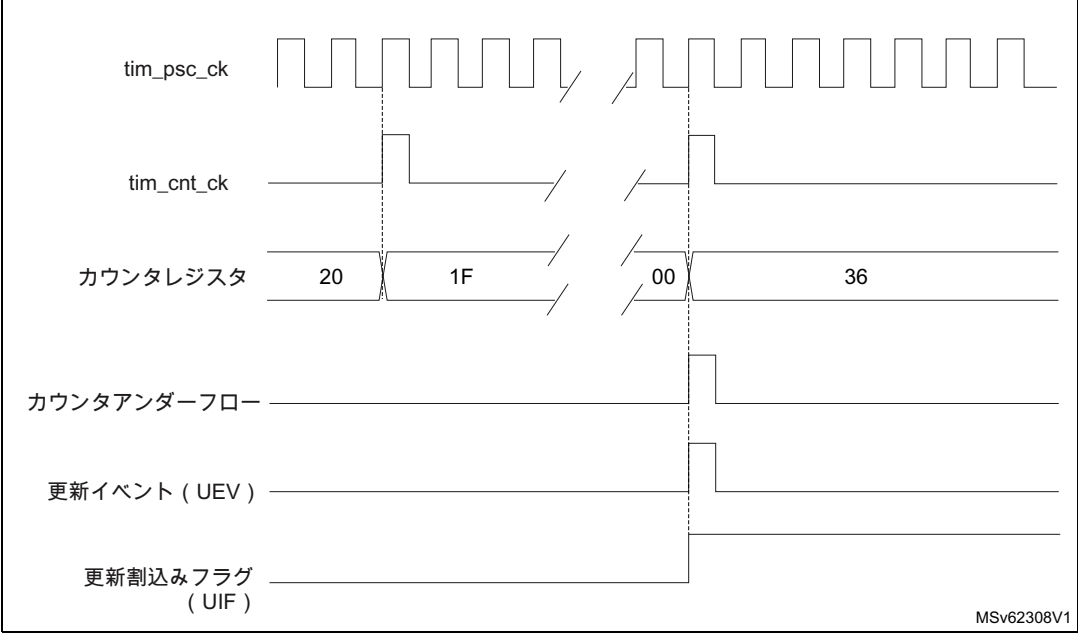 tim_psc_ck
tim_cnt_ck
カウンタレジスタ 20 1F 00 36
カウンタアンダーフロー
更新イベント ( UEV )
更新割込みフラグ
( UIF )
MSv62308V1